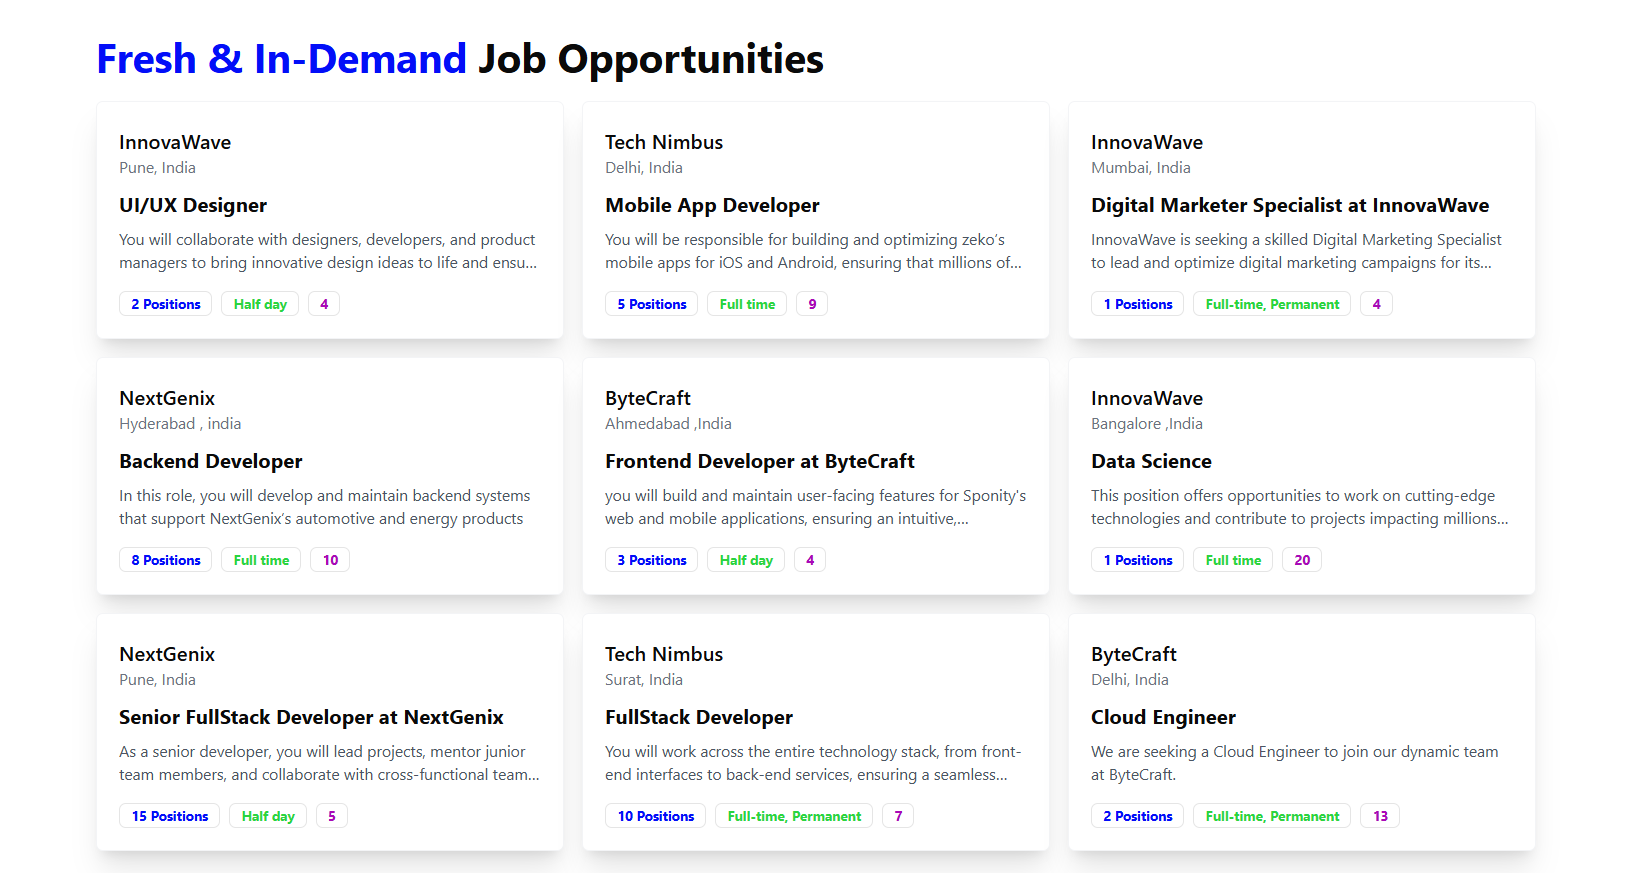 Fresh & In-Demand Job Opportunities
InnovaWave
Pune, India
UI/UX Designer
You will collaborate with designers, developers, and product
managers to bring innovative design ideas to life and ensu...
2 Positions Half day 4
Tech Nimbus
Delhi, India
Mobile App Developer
You will be responsible for building and optimizing zeko’s
mobile apps for iOS and Android, ensuring that millions of...
5 Positions Full time 9
InnovaWave
Mumbai, India
Digital Marketer Specialist at InnovaWave
InnovaWave is seeking a skilled Digital Marketing Specialist
to lead and optimize digital marketing campaigns for its...
1 Positions Full-time, Permanent 4
NextGenix
Hyderabad , india
Backend Developer
In this role, you will develop and maintain backend systems
that support NextGenix’s automotive and energy products
8 Positions Full time 10
ByteCraft
Ahmedabad ,India
Frontend Developer at ByteCraft
you will build and maintain user-facing features for Sponity's
web and mobile applications, ensuring an intuitive,...
3 Positions Half day 4
InnovaWave
Bangalore ,India
Data Science
This position offers opportunities to work on cutting-edge
technologies and contribute to projects impacting millions...
1 Positions Full time 20
NextGenix
Pune, India
Senior FullStack Developer at NextGenix
As a senior developer, you will lead projects, mentor junior
team members, and collaborate with cross-functional team...
15 Positions Half day 5
Tech Nimbus
Surat, India
FullStack Developer
You will work across the entire technology stack, from front-
end interfaces to back-end services, ensuring a seamless...
10 Positions Full-time, Permanent 7
ByteCraft
Delhi, India
Cloud Engineer
We are seeking a Cloud Engineer to join our dynamic team
at ByteCraft.
2 Positions Full-time, Permanent 13